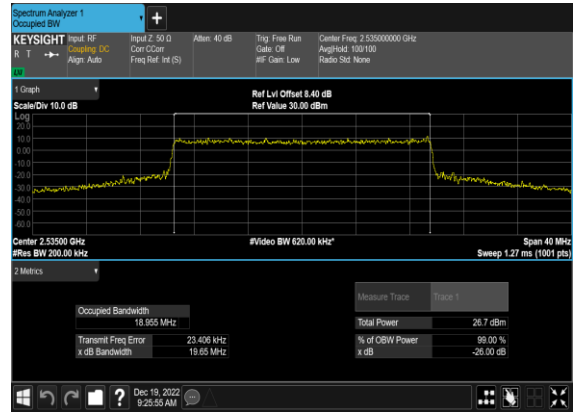 Spectrum Analyzer 1
Occupied BW
KEYSIGHT Input: RF Input Z: 50 Ω Atten: 40 dB Trig: Free Run Center Freq: 2.535000000 GHz
R T Coupling: DC Corr CCorr Gate: Off Avg|Hold: 100/100
Align: Auto Freq Ref: Int (S) #IF Gain: Low Radio Std: None
LW
1 Graph Ref Lvl Offset 8.40 dB
Scale/Div 10.0 dB Ref Value 30.00 dBm
Log
20.0
10.0
0.00
-10.0
-20.0
-30.0
-40.0
-50.0
-60.0
Center 2.53500 GHz #Video BW 620.00 kHz* Span 40 MHz
#Res BW 200.00 kHz Sweep 1.27 ms (1001 pts)
2 Metrics
Measure Trace Trace 1
Occupied Bandwidth
18.955 MHz Total Power 26.7 dBm
Transmit Freq Error 23.406 kHz % of OBW Power 99.00 %
x dB Bandwidth 19.65 MHz x dB -26.00 dB
? Dec 19, 2022
9:25:55 AM